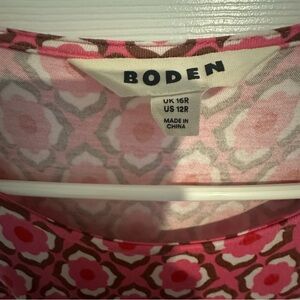 BODEN
UK 16R
US 12R
MADE IN
CHINA